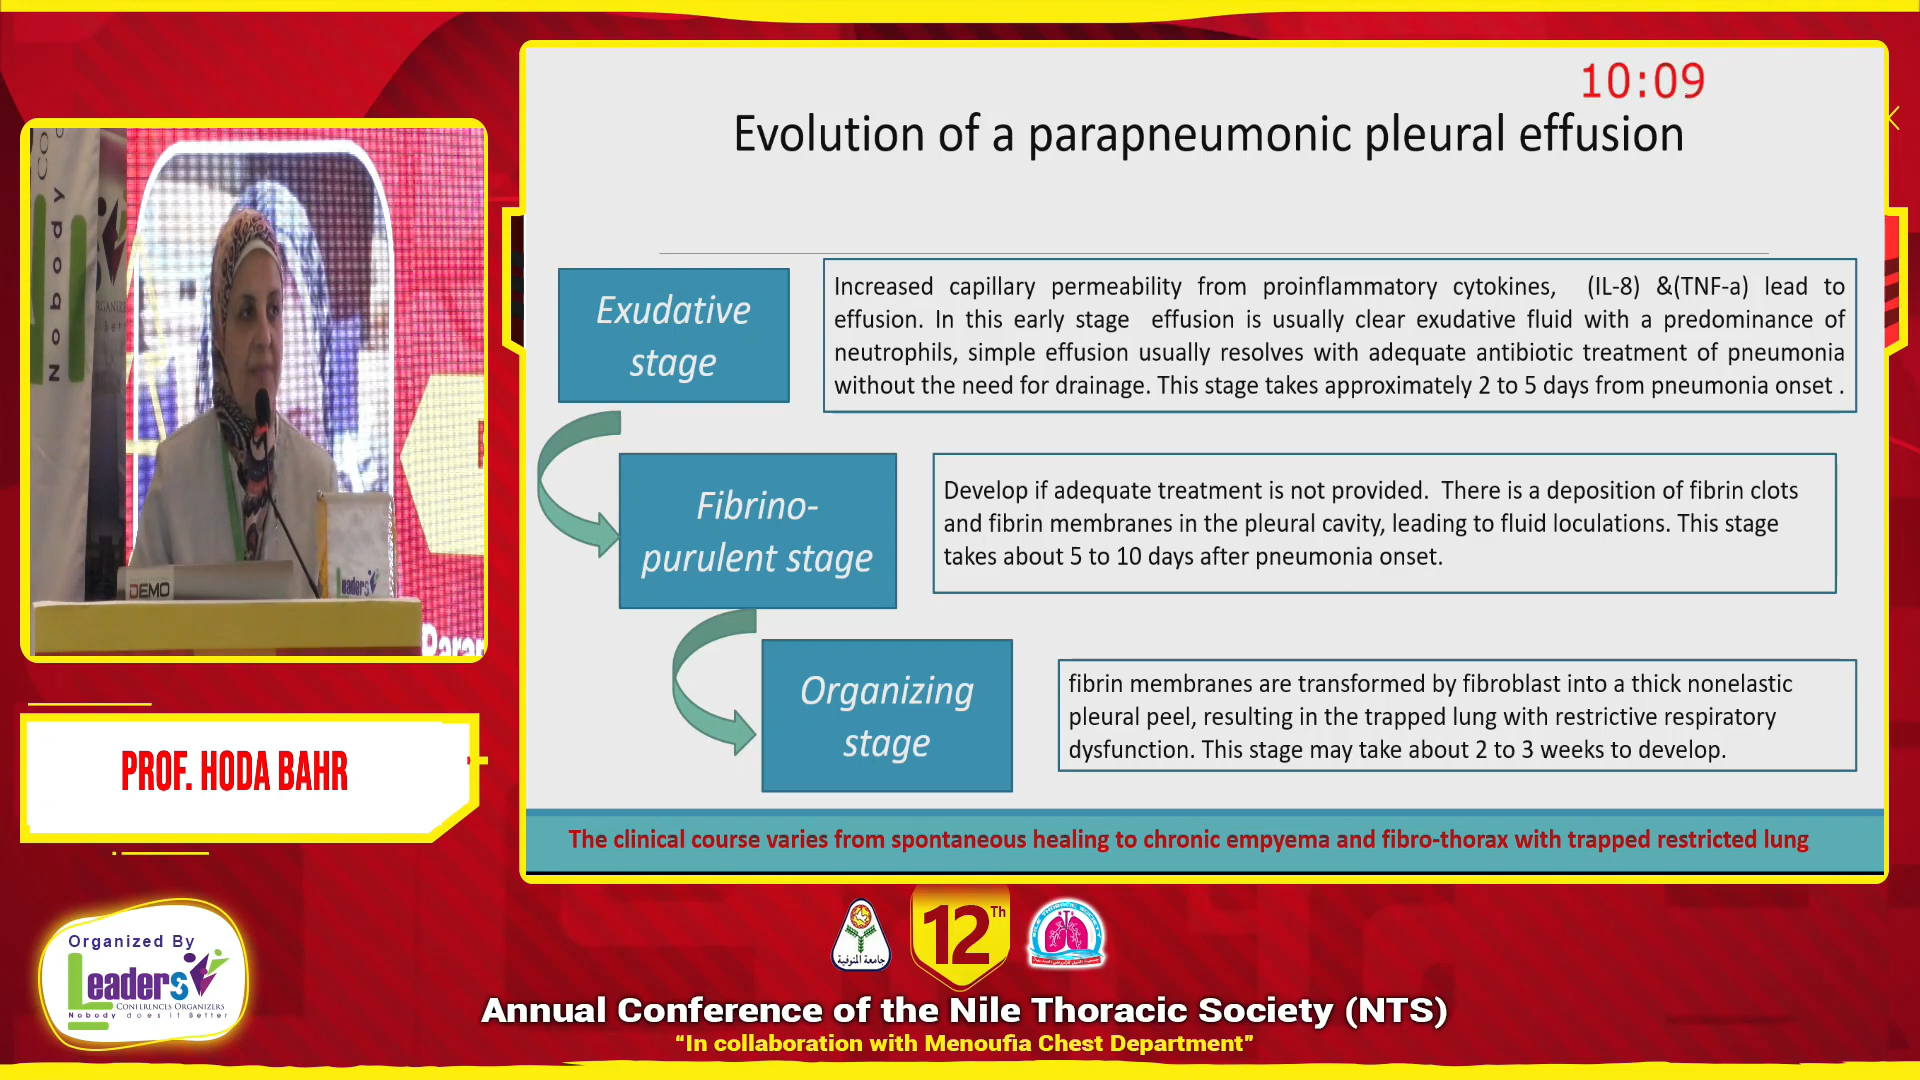 10:09
Evolution of a parapneumonic pleural effusion
Exudative
stage
Increased capillary permeability from proinflammatory cytokines, (IL-8) &(TNF-a) lead to
effusion. In this early stage effusion is usually clear exudative fluid with a predominance of
neutrophils, simple effusion usually resolves with adequate antibiotic treatment of pneumonia
without the need for drainage. This stage takes approximately 2 to 5 days from pneumonia onset .
Fibrino-
purulent stage
Develop if adequate treatment is not provided. There is a deposition of fibrin clots
and fibrin membranes in the pleural cavity, leading to fluid loculations. This stage
takes about 5 to 10 days after pneumonia onset.
Organizing
stage
fibrin membranes are transformed by fibroblast into a thick nonelastic
pleural peel, resulting in the trapped lung with restrictive respiratory
dysfunction. This stage may take about 2 to 3 weeks to develop.
The clinical course varies from spontaneous healing to chronic empyema and fibro-thorax with trapped restricted lung
Nobody
DEMO
Leaders
PROF. HODA BAHR
Organized By
Leaders
CONFERENCES ORGANIZERS
Nobody does it Better
جامعة المنوفية
12Th
Annual Conference of the Nile Thoracic Society (NTS)
“In collaboration with Menoufia Chest Department”